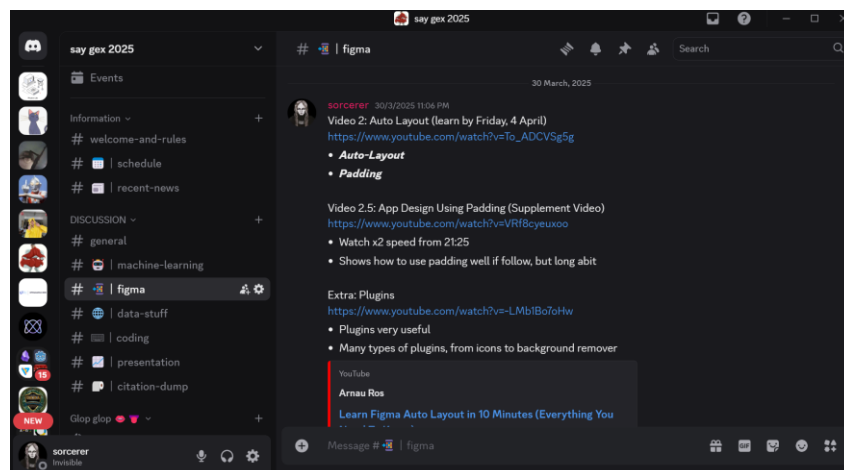 say gex 2025
say gex 2025
Events
Information
# welcome-and-rules
# | schedule
# | recent-news
DISCUSSION
# general
# | machine-learning
# | figma
# | data-stuff
# | coding
# | presentation
# | citation-dump
Glop glop
NEW
15
sorcerer
Invisible
# | figma
Search
30 March, 2025
sorcerer 30/3/2025 11:06 PM
Video 2: Auto Layout (learn by Friday, 4 April)
https://www.youtube.com/watch?v=To_ADCVSg5g
• Auto-Layout
• Padding
Video 2.5: App Design Using Padding (Supplement Video)
https://www.youtube.com/watch?v=VRf8cyeuxoo
• Watch x2 speed from 21:25
• Shows how to use padding well if follow, but long abit
Extra: Plugins
https://www.youtube.com/watch?v=-LMb1Bo7oHw
• Plugins very useful
• Many types of plugins, from icons to background remover
YouTube
Arnau Ros
Learn Figma Auto Layout in 10 Minutes (Everything You
Message # | figma
GIF